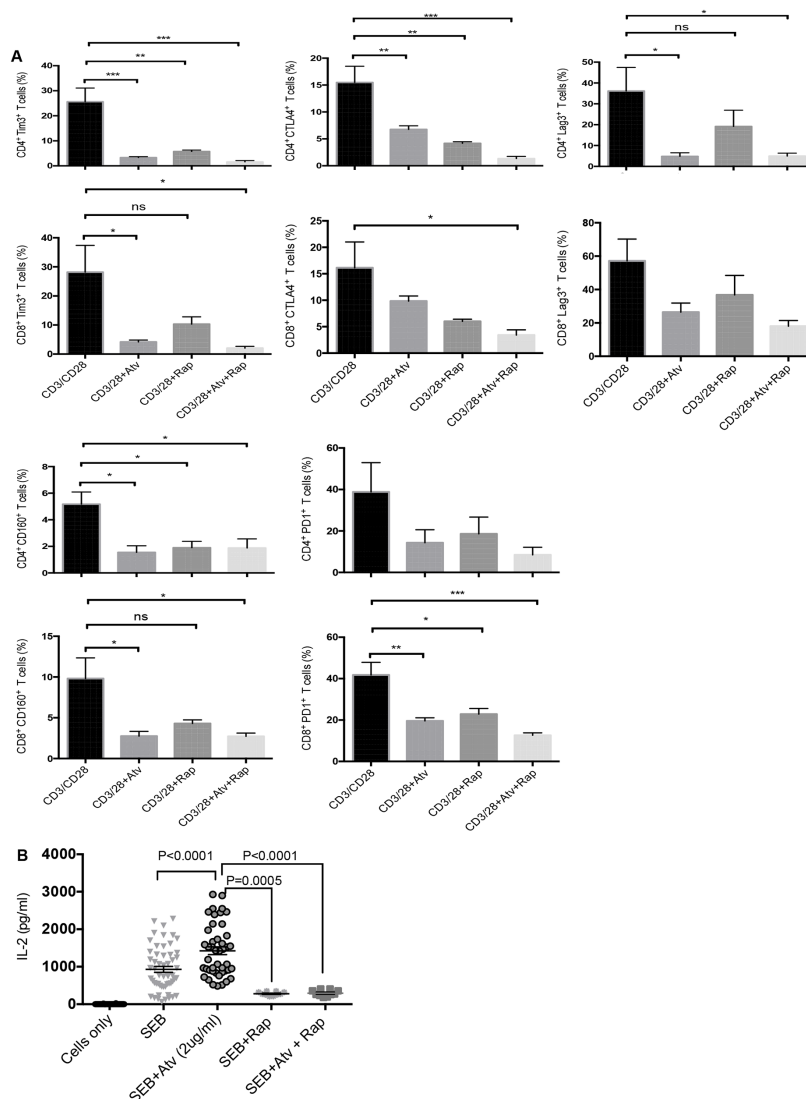 A
CD4+Tim3+ T cells (%)
40
30
20
10
0
***
**
***
CD4+CTLA4+ T cells (%)
20
15
10
5
0
***
**
**
CD4+Lag3+ T cells (%)
60
40
20
0
*
ns
*
CD8+Tim3+ T cells (%)
40
30
20
10
0
*
ns
*
CD3/CD28
CD3/28+Atv
CD3/28+Rap
CD3/28+Atv+Rap
CD8+CTLA4+ T cells (%)
25
20
15
10
5
0
*
CD3/CD28
CD3/28+Atv
CD3/28+Rap
CD3/28+Atv+Rap
CD8+Lag3+ T cells (%)
80
60
40
20
0
CD3/CD28
CD3/28+Atv
CD3/28+Rap
CD3/28+Atv+Rap
CD4+CD160+ T cells (%)
8
6
4
2
0
*
*
*
CD4+PD1+ T cells (%)
60
40
20
0
CD8+CD160+ T cells (%)
15
10
5
0
*
ns
*
CD3/CD28
CD3/28+Atv
CD3/28+Rap
CD3/28+Atv+Rap
CD8+PD1+ T cells (%)
60
40
20
0
***
*
**
CD3/CD28
CD3/28+Atv
CD3/28+Rap
CD3/28+Atv+Rap
B
IL-2 (pg/ml)
4000
3000
2000
1000
0
P<0.0001
P<0.0001
P=0.0005
Cells only
SEB
SEB+Atv (2ug/ml)
SEB+Rap
SEB+Atv + Rap